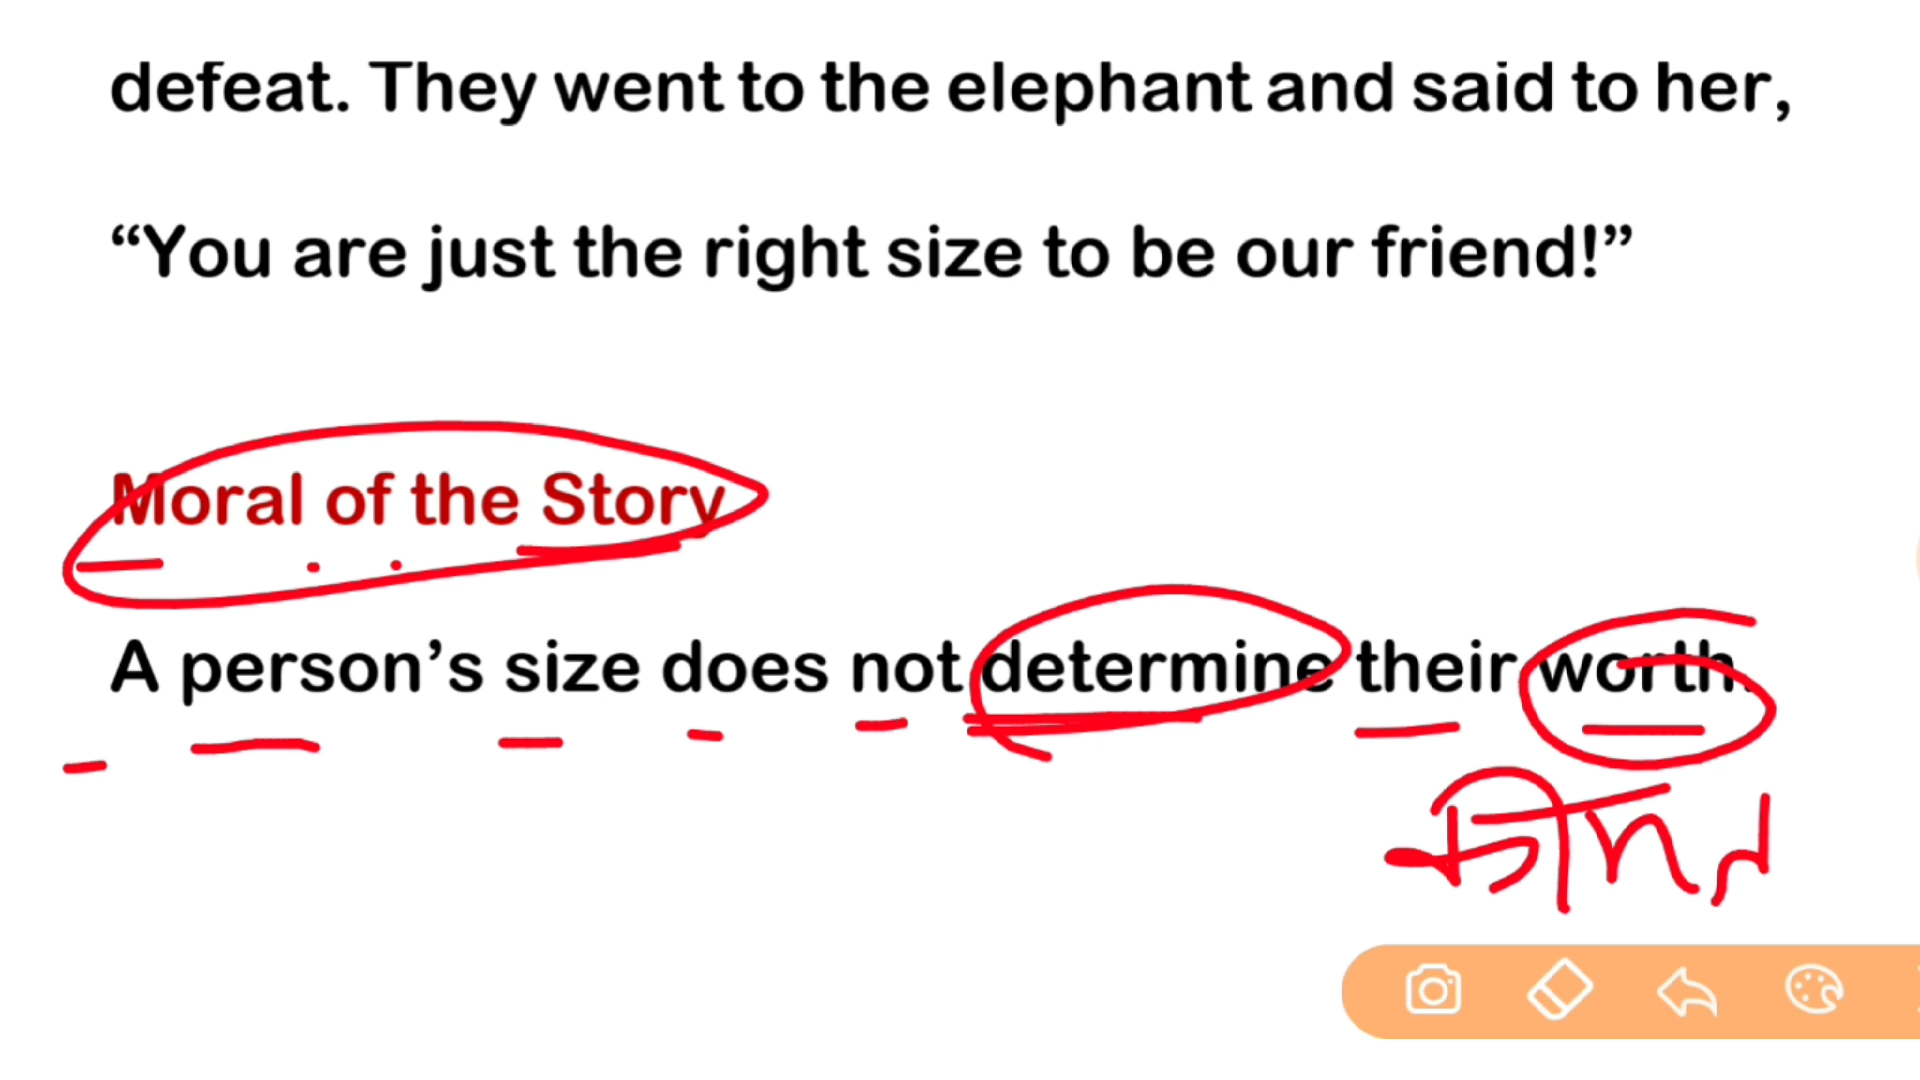 defeat. They went to the elephant and said to her,
“You are just the right size to be our friend!”
Moral of the Story
A person’s size does not determine their worth.